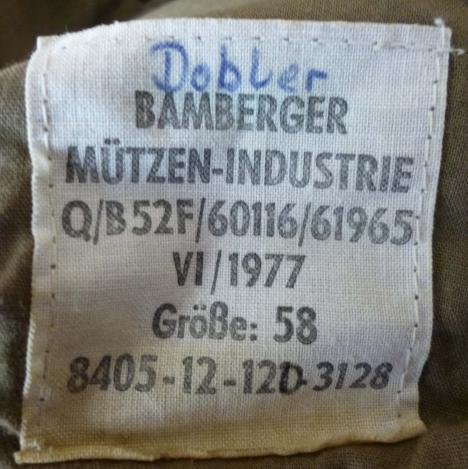 Dobler
BAMBERGER
MÜTZEN-INDUSTRIE
Q/B52F/60116/61965
VI/1977
Größe: 58
8405-12-120-3128